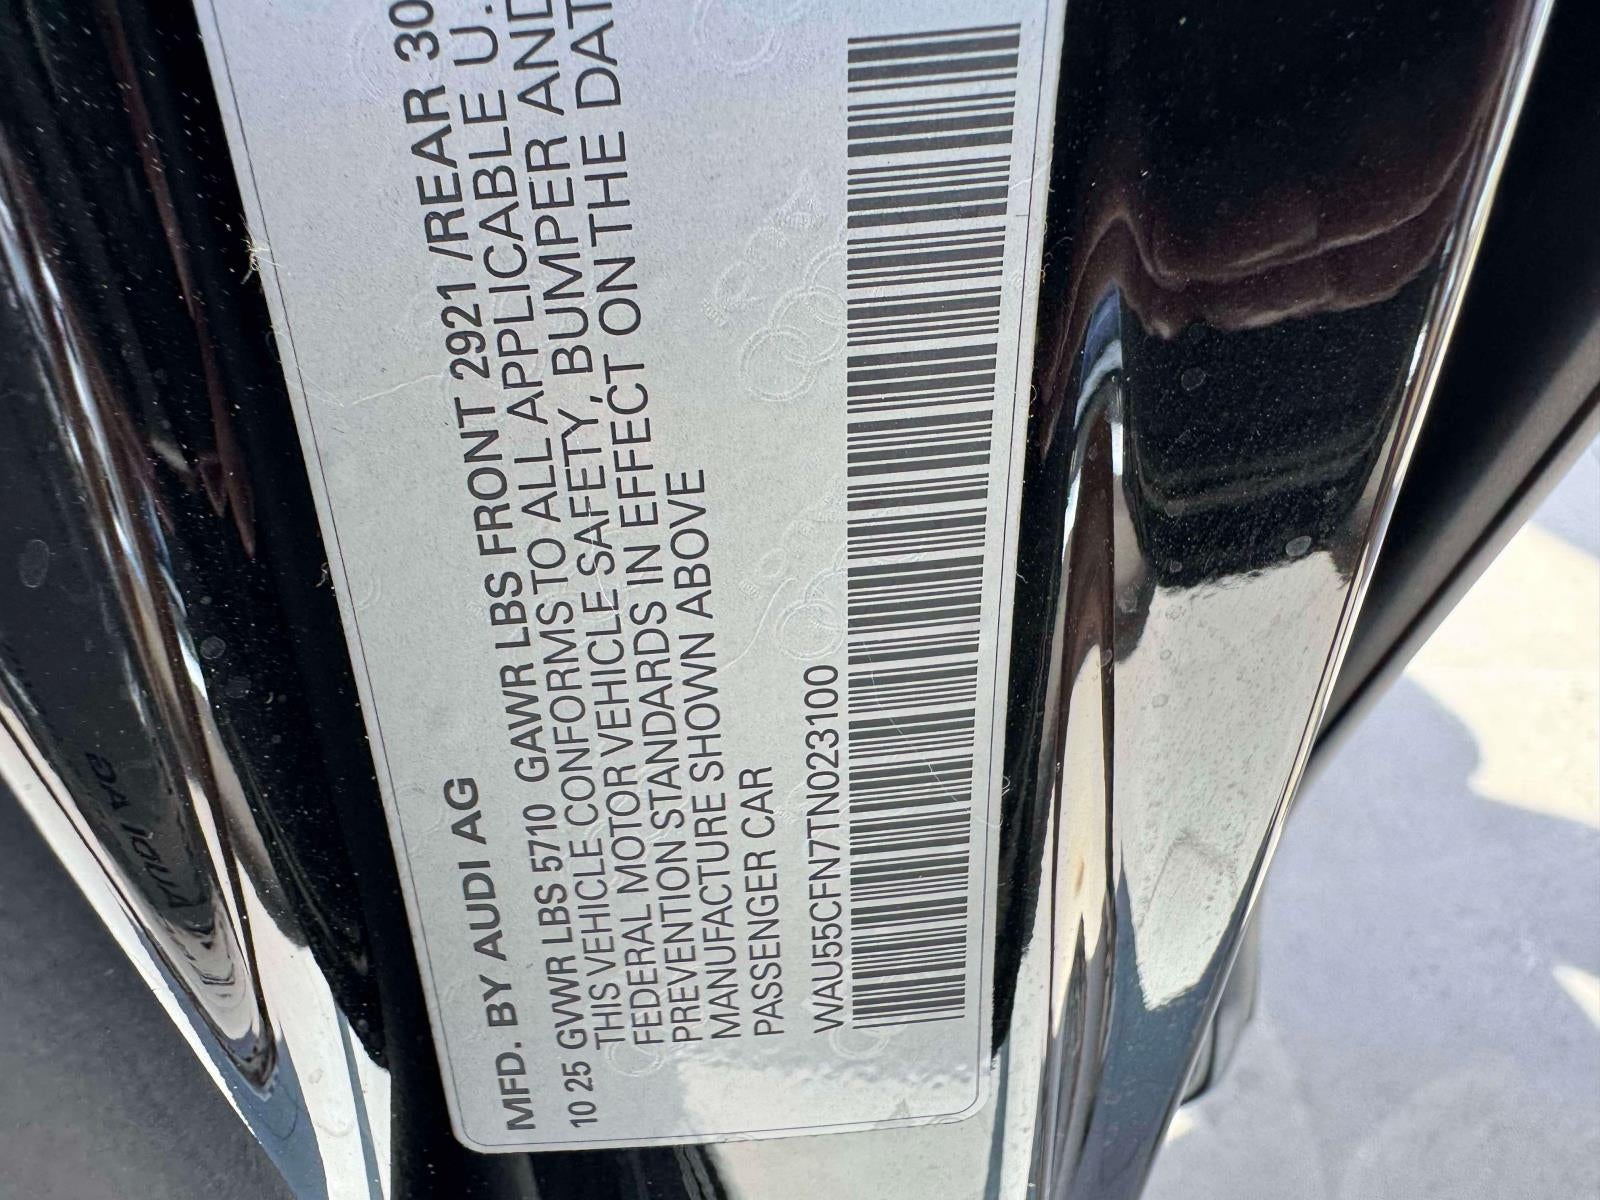 MFD. BY AUDI AG
10 25 GVWR LBS 5710 GAWR LBS FRONT 2921 /REAR 30
THIS VEHICLE CONFORMS TO ALL APPLICABLE U.
FEDERAL MOTOR VEHICLE SAFETY, BUMPER AND
PREVENTION STANDARDS IN EFFECT ON THE DAT
MANUFACTURE SHOWN ABOVE
PASSENGER CAR
WAU55CFN7TN023100